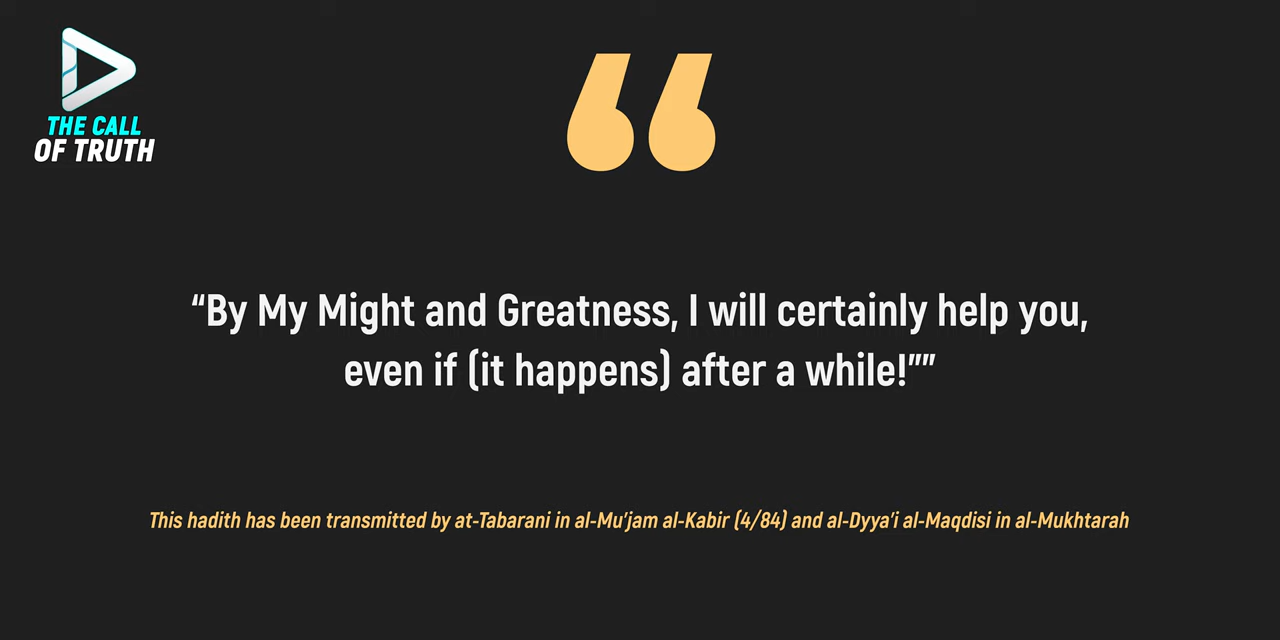 THE CALL
OF TRUTH
“
“By My Might and Greatness, I will certainly help you,
even if (it happens) after a while!””
This hadith has been transmitted by at-Tabarani in al-Mu’jam al-Kabir (4/84) and al-Dyya’i al-Maqdisi in al-Mukhtarah